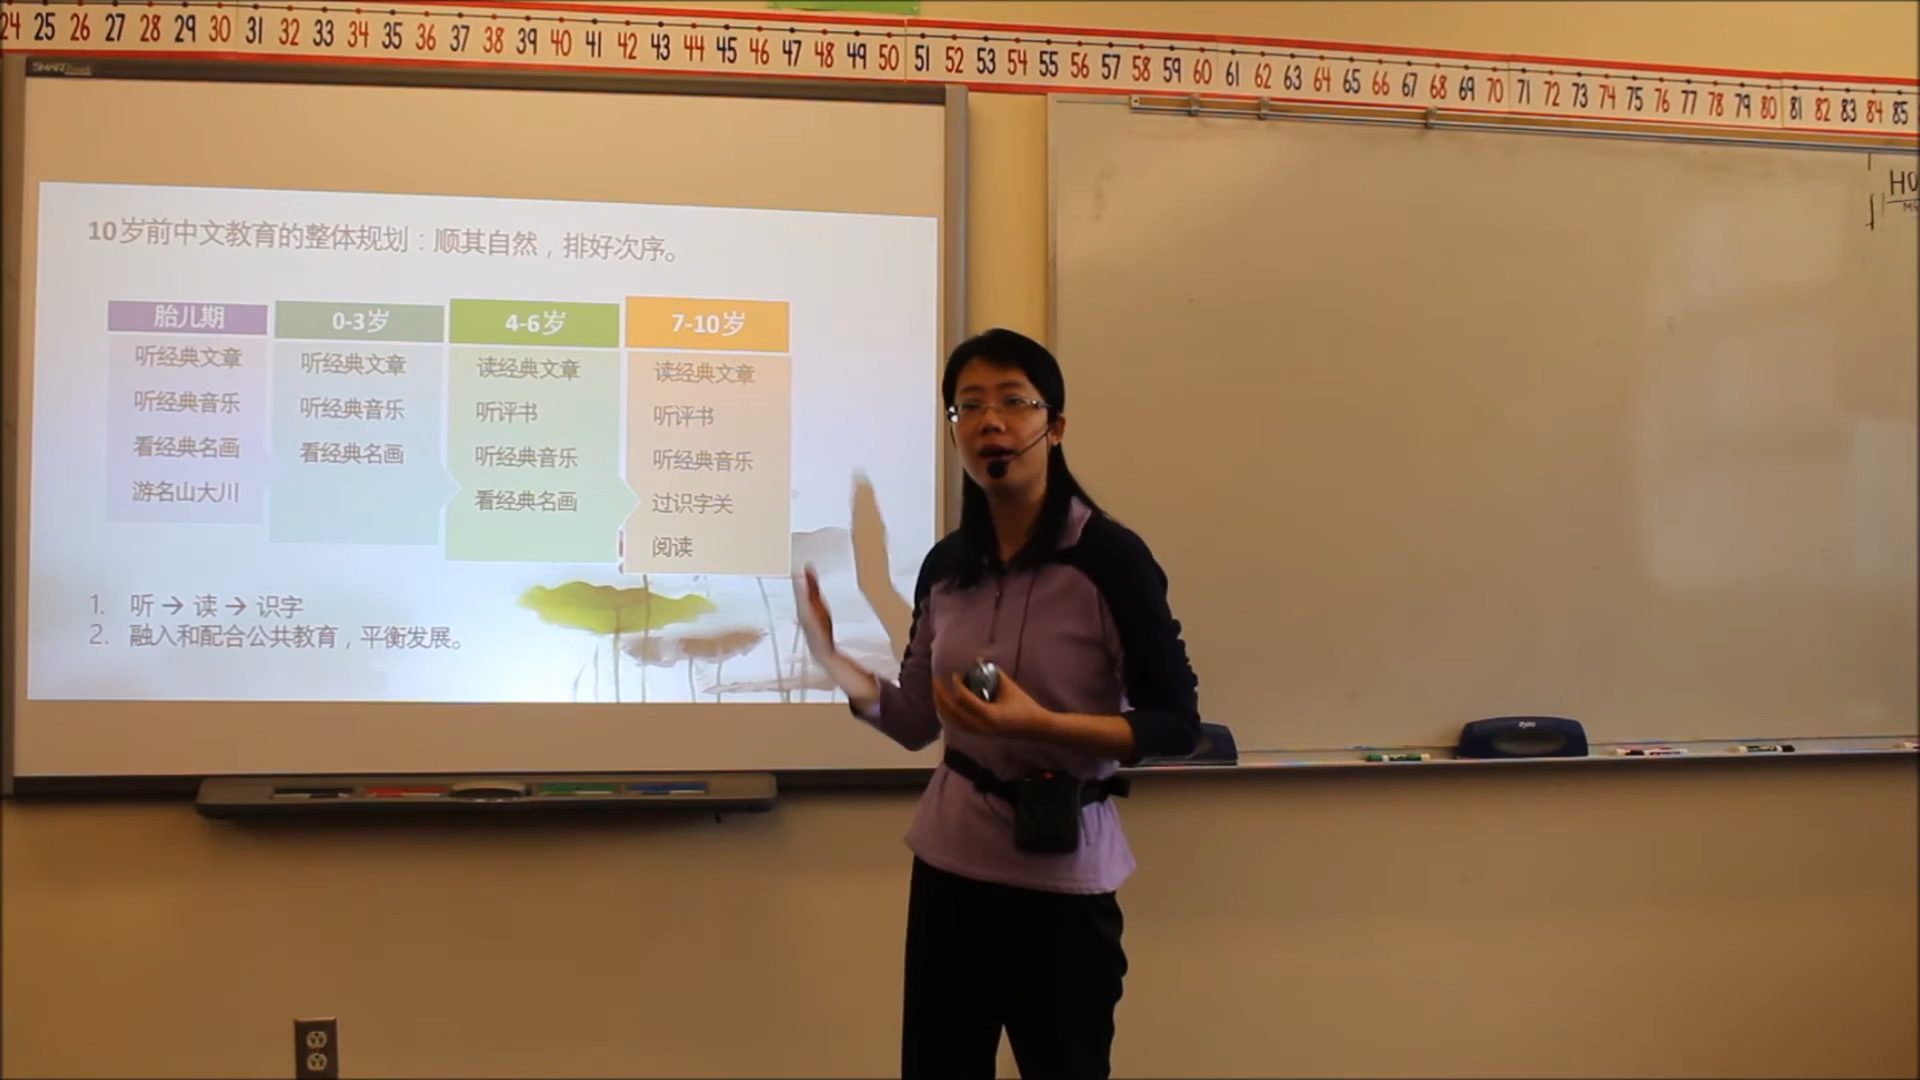 24 25 26 27 28 29 30 31 32 33 34 35 36 37 38 39 40 41 42 43 44 45 46 47 48 49 50 51 52 53 54 55 56 57 58 59 60 61 62 63 64 65 66 67 68 69 70 71 72 73 74 75 76 77 78 79 80 81 82 83 84 85
SMART
10岁前中文教育的整体规划：顺其自然，排好次序。
胎儿期
听经典文章
听经典音乐
看经典名画
游名山大川
0-3岁
听经典文章
听经典音乐
看经典名画
4-6岁
读经典文章
听评书
听经典音乐
看经典名画
7-10岁
读经典文章
听评书
听经典音乐
过识字关
阅读
1. 听 → 读 → 识字
2. 融入和配合公共教育，平衡发展。
HO